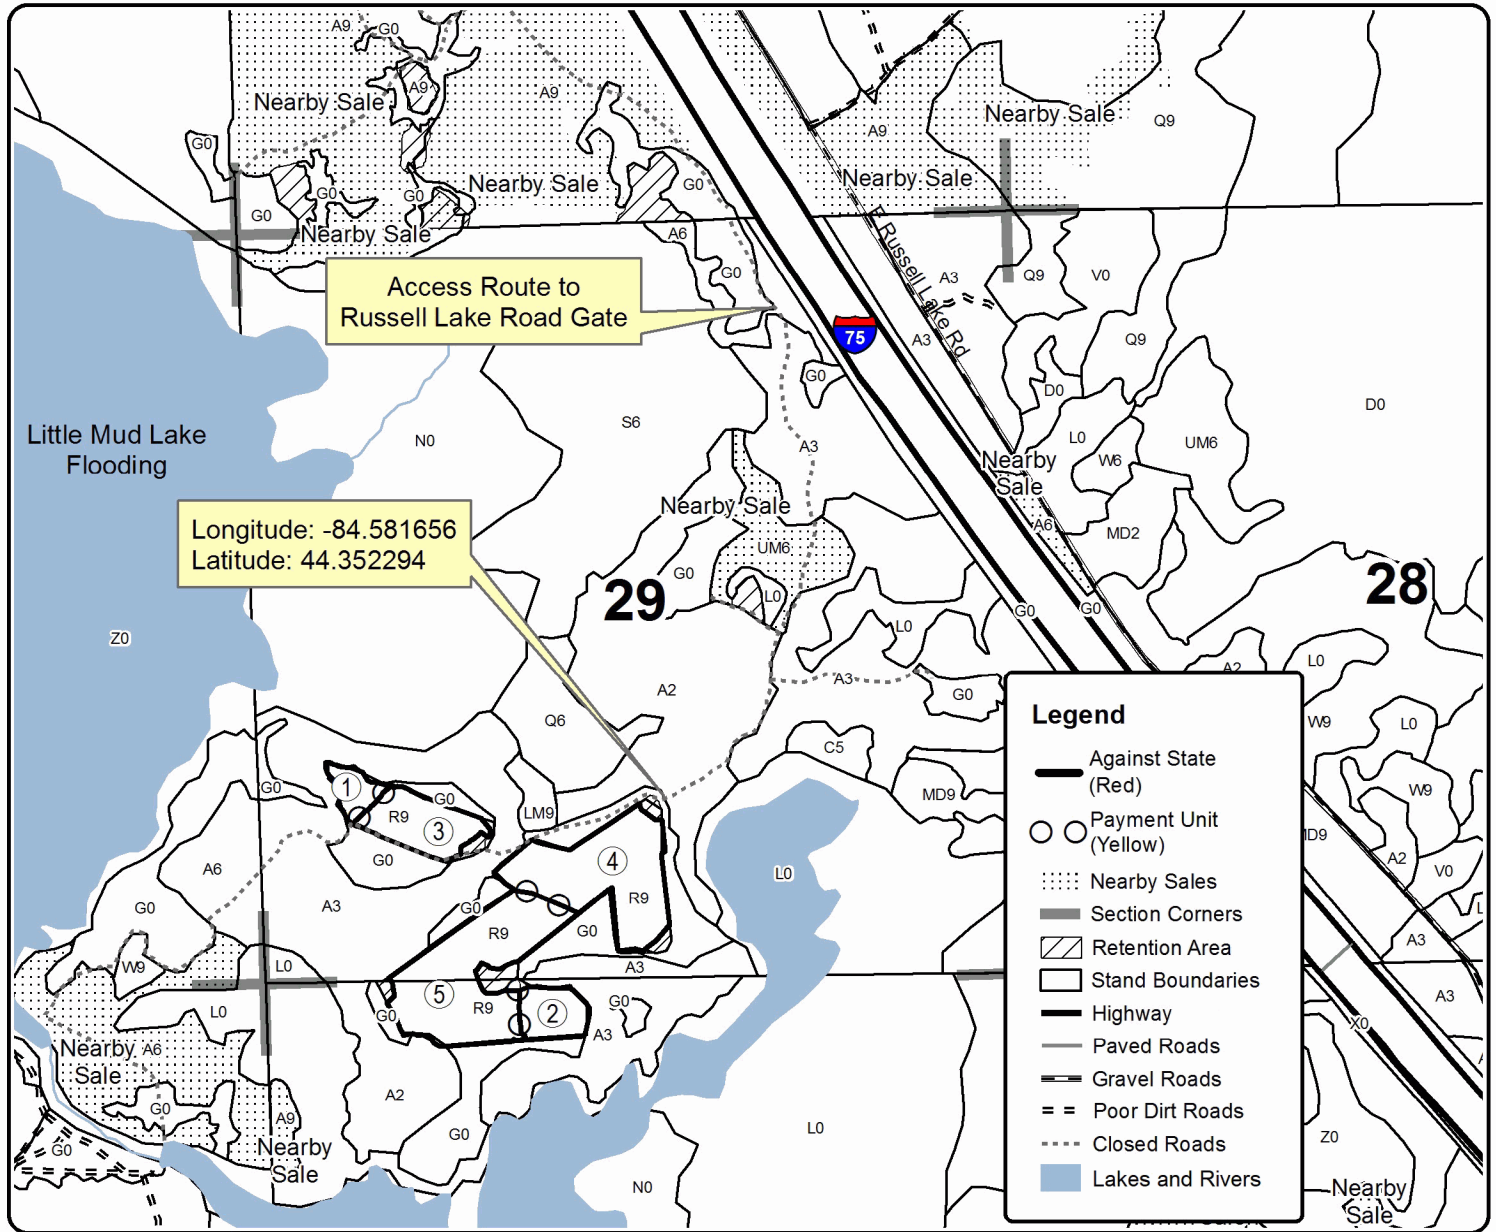 A9
G0
A9
Nearby Sale
A9
Nearby Sale
Q9
A9
G0
Nearby Sale
Nearby Sale
G0
G0
G0
G0
Nearby Sale
A6
E Russell Lake Rd
G0
A3
Q9
V0
Access Route to
Russell Lake Road Gate
75
A3
Q9
G0
D0
D0
S6
L0
UM6
Little Mud Lake
Flooding
N0
A3
W6
Nearby
Sale
Nearby Sale
Longitude: -84.581656
Latitude: 44.352294
A6
MD2
UM6
G0
29
L0
28
G0
G0
Z0
L0
A2
L0
A3
A2
G0
Q6
W9
L0
C5
G0
1
R9
G0
3
LM9
MD9
W9
MD9
G0
4
A2
A6
L0
V0
R9
G0
A3
G0
L
R9
G0
A3
W9
L0
A3
5
R9
2
G0
G0
A3
L0
A3
X0
Nearby
Sale
A6
G0
A2
A9
G0
L0
Z0
G0
Nearby
Sale
N0
Nearby
Sale
Legend
Against State
(Red)
Payment Unit
(Yellow)
Nearby Sales
Section Corners
Retention Area
Stand Boundaries
Highway
Paved Roads
Gravel Roads
Poor Dirt Roads
Closed Roads
Lakes and Rivers